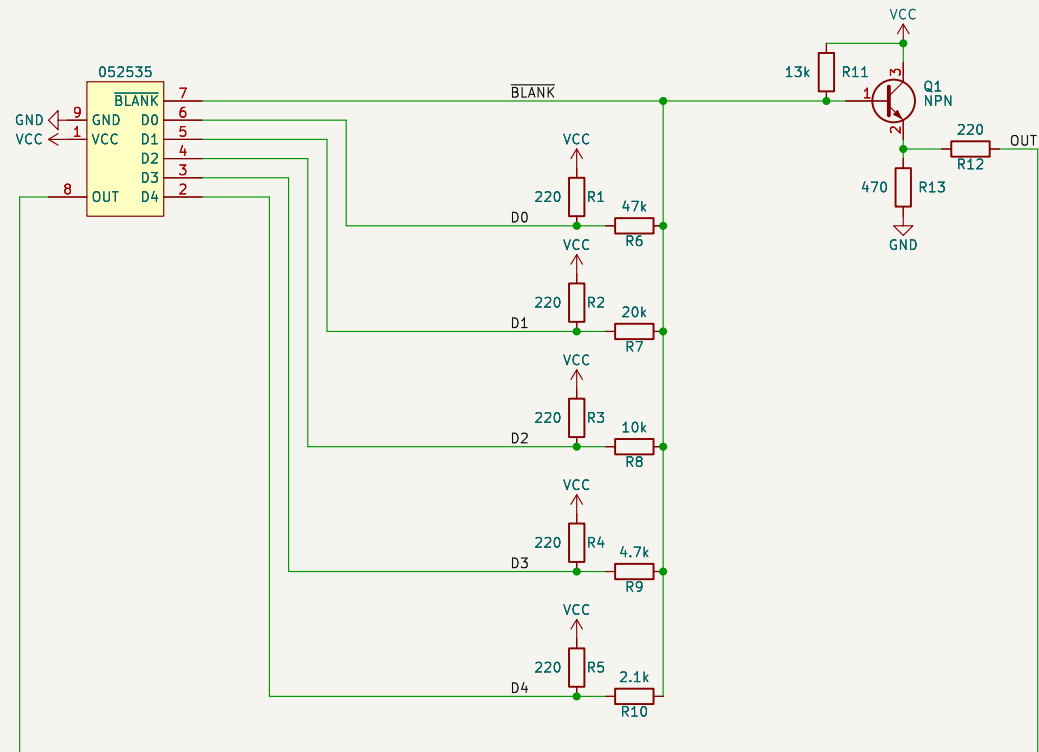 VCC
052535
13k R11
3
Q1
NPN
1
BLANK 7
BLANK
GND 9 GND D0 6
VCC 1 VCC D1 5
2
220
OUT
R12
VCC
D2 4
D3 3
470 R13
8 OUT D4 2
220 R1
47k
D0
R6
GND
VCC
220 R2
20k
D1
R7
VCC
220 R3
10k
D2
R8
VCC
220 R4
4.7k
D3
R9
VCC
220 R5
2.1k
D4
R10